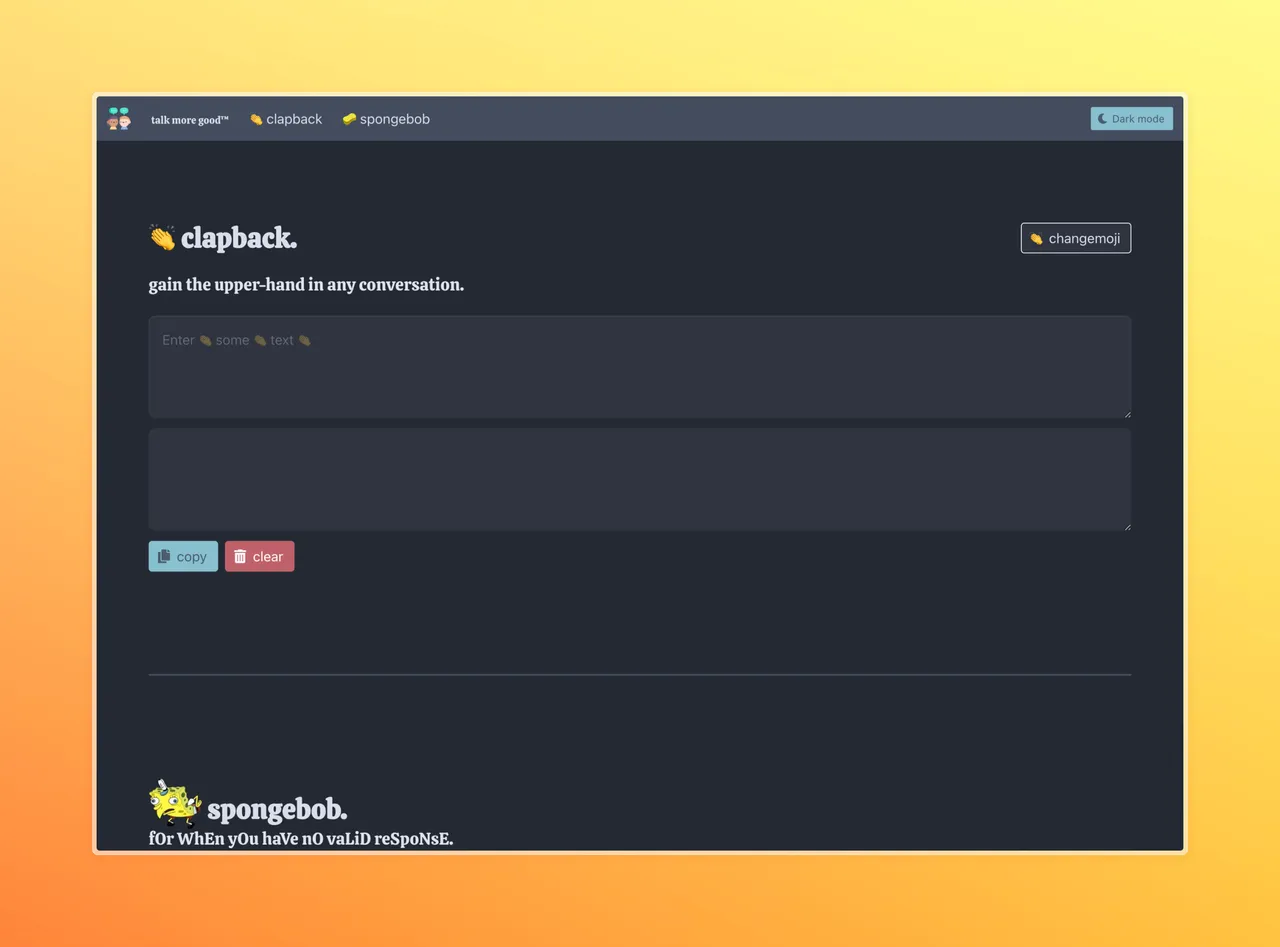 talk more good™ 👏 clapback 🧽 spongebob Dark mode
👏 clapback. 👏 changemoji
gain the upper-hand in any conversation.
Enter 👏 some 👏 text 👏
copy clear
spongebob.
fOr WhEn yOu haVe nO vaLiD reSpoNsE.